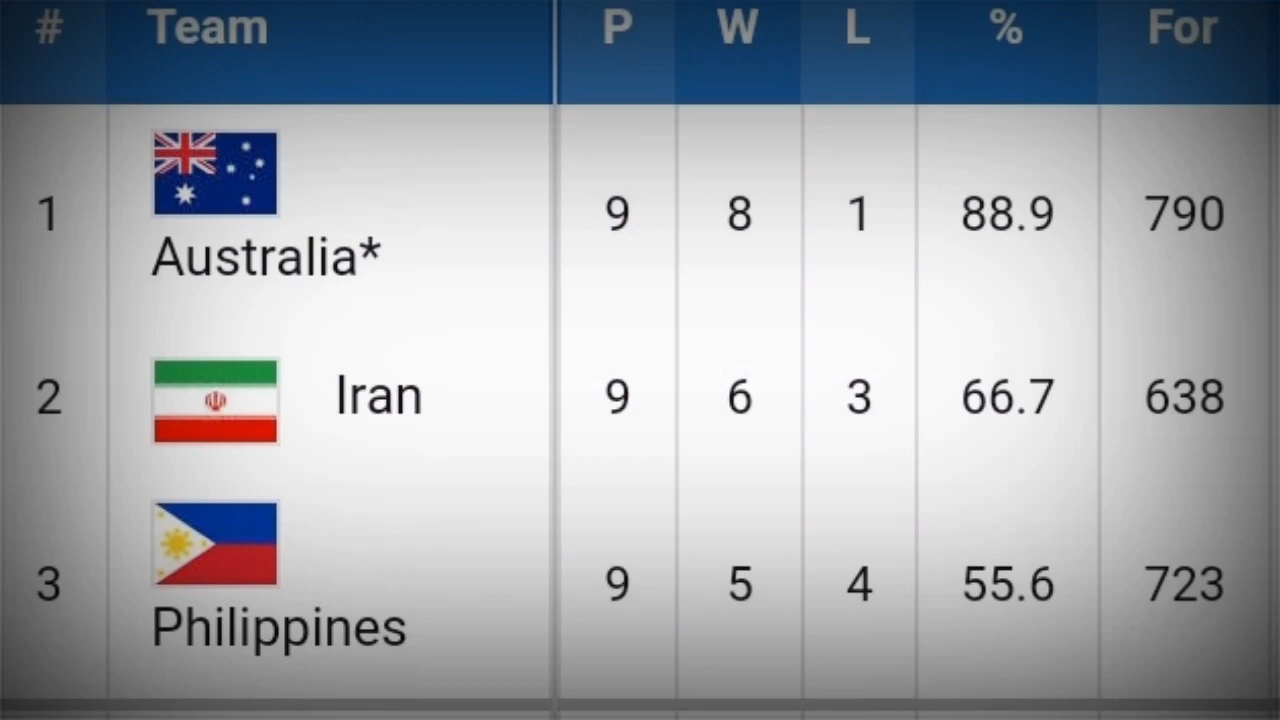 # Team P W L % For
1 Australia* 9 8 1 88.9 790
2 Iran 9 6 3 66.7 638
3 Philippines 9 5 4 55.6 723